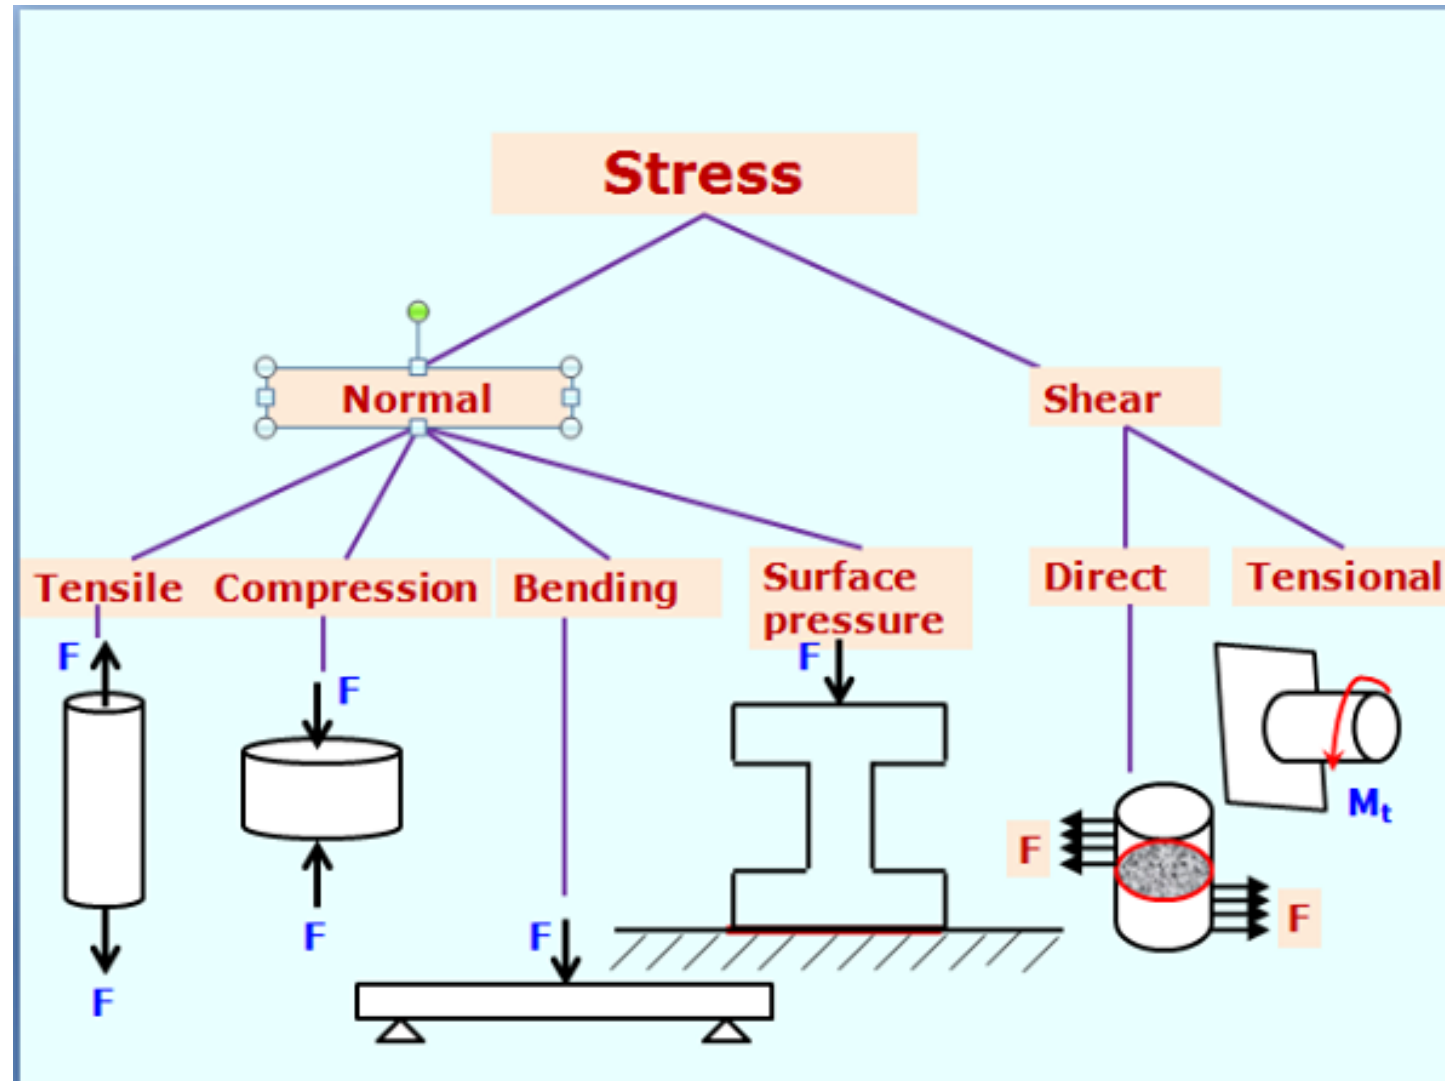 Stress
Normal
Shear
Tensile
Compression
Bending
Surface
pressure
Direct
Tensional
F
F
F
F
F
F
F
F
Mt